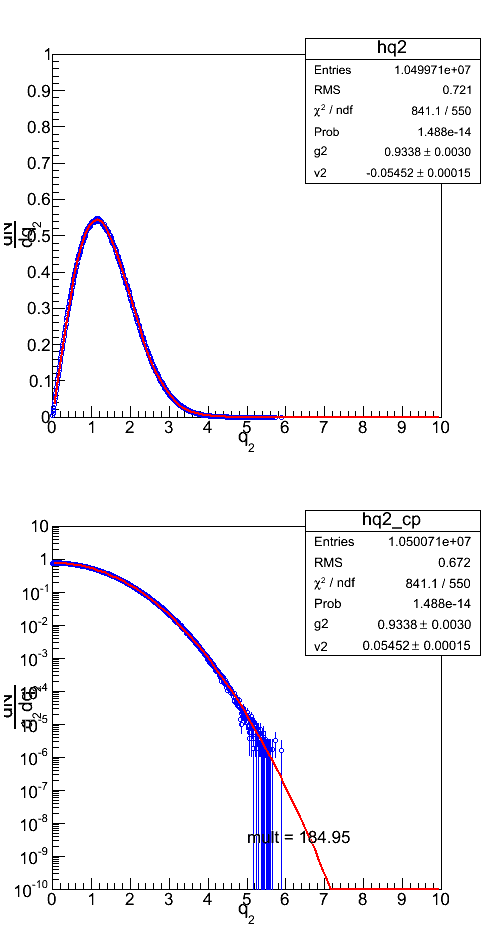 hq2
Entries 1.049971e+07
RMS 0.721
χ² / ndf 841.1 / 550
Prob 1.488e-14
g2 0.9338 ± 0.0030
v2 -0.05452 ± 0.00015
1
0.9
0.8
0.7
0.6
0.5
0.4
0.3
0.2
0.1
0
dN
dq2
0 1 2 3 4 5 6 7 8 9 10
q2
hq2_cp
Entries 1.050071e+07
RMS 0.672
χ² / ndf 841.1 / 550
Prob 1.488e-14
g2 0.9338 ± 0.0030
v2 0.05452 ± 0.00015
10
1
10⁻¹
10⁻²
10⁻³
10⁻⁴
10⁻⁵
10⁻⁶
10⁻⁷
10⁻⁸
10⁻⁹
10⁻¹⁰
dN
mult = 184.95
0 1 2 3 4 5 6 7 8 9 10
q2